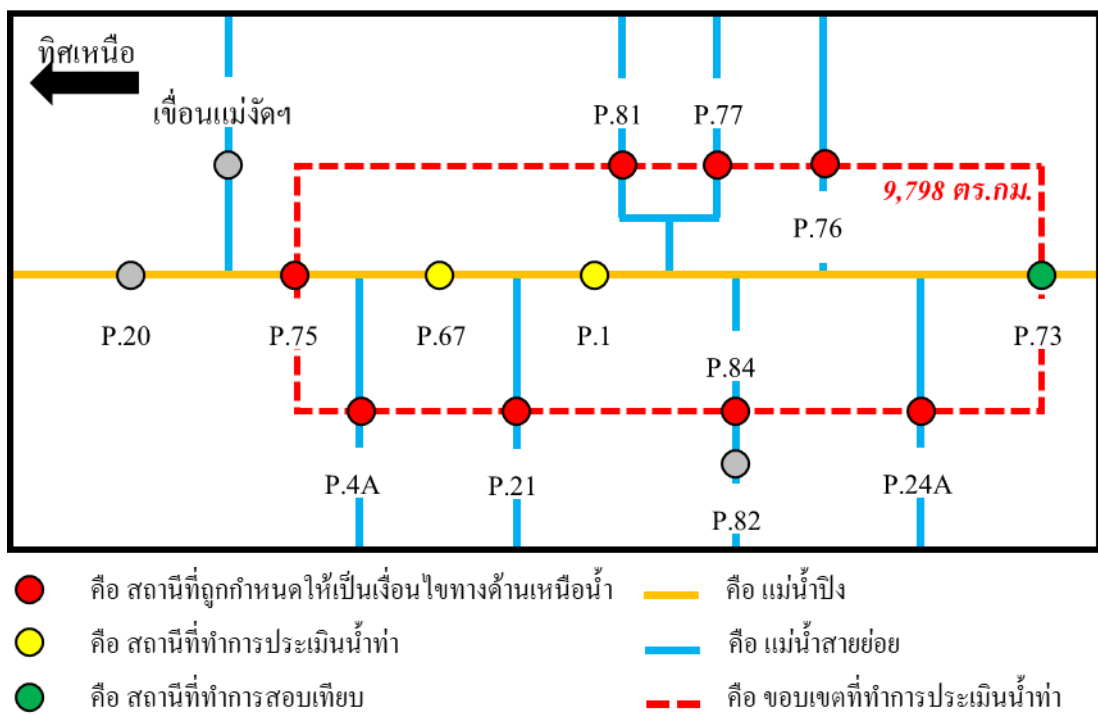 ทิศเหนือ
เขื่อนแม่งัดฯ
P.81
P.77
9,798 ตร.กม.
P.76
P.20
P.75
P.67
P.1
P.73
P.84
P.4A
P.21
P.24A
P.82
คือ สถานีที่ถูกกำหนดให้เป็นเงื่อนไขทางด้านเหนือน้ำ
คือ แม่น้ำปิง
คือ สถานีที่ทำการประเมินน้ำท่า
คือ แม่น้ำสายย่อย
คือ สถานีที่ทำการสอบเทียบ
คือ ขอบเขตที่ทำการประเมินน้ำท่า